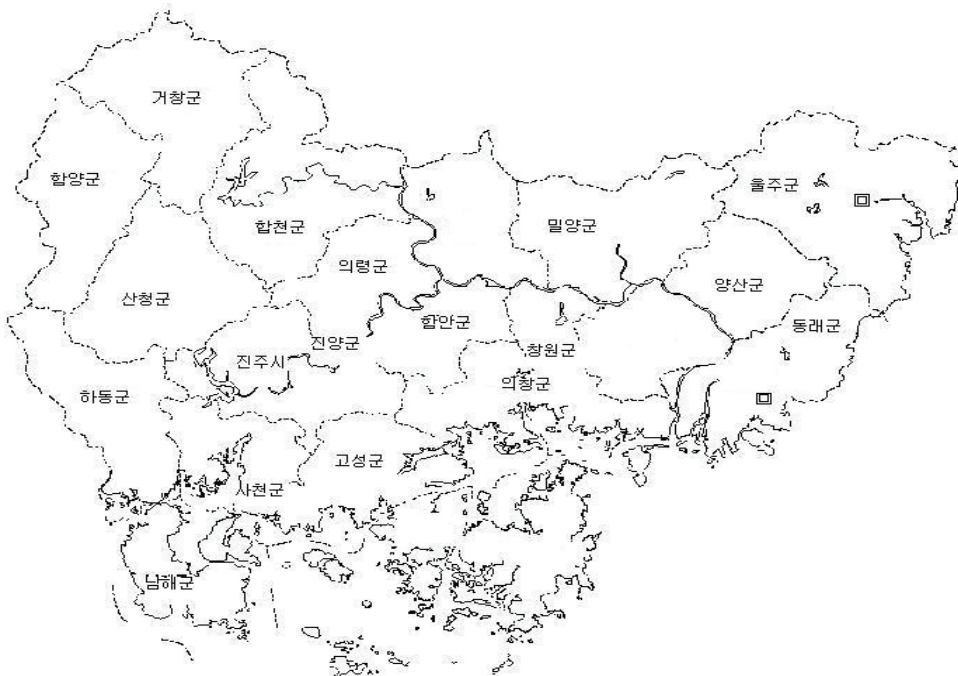 거창군
함양군
울주군
합천군
밀양군
의령군
산청군
양산군
함안군
동래군
진양군
창원군
진주시
의창군
하동군
고성군
사천군
남해군